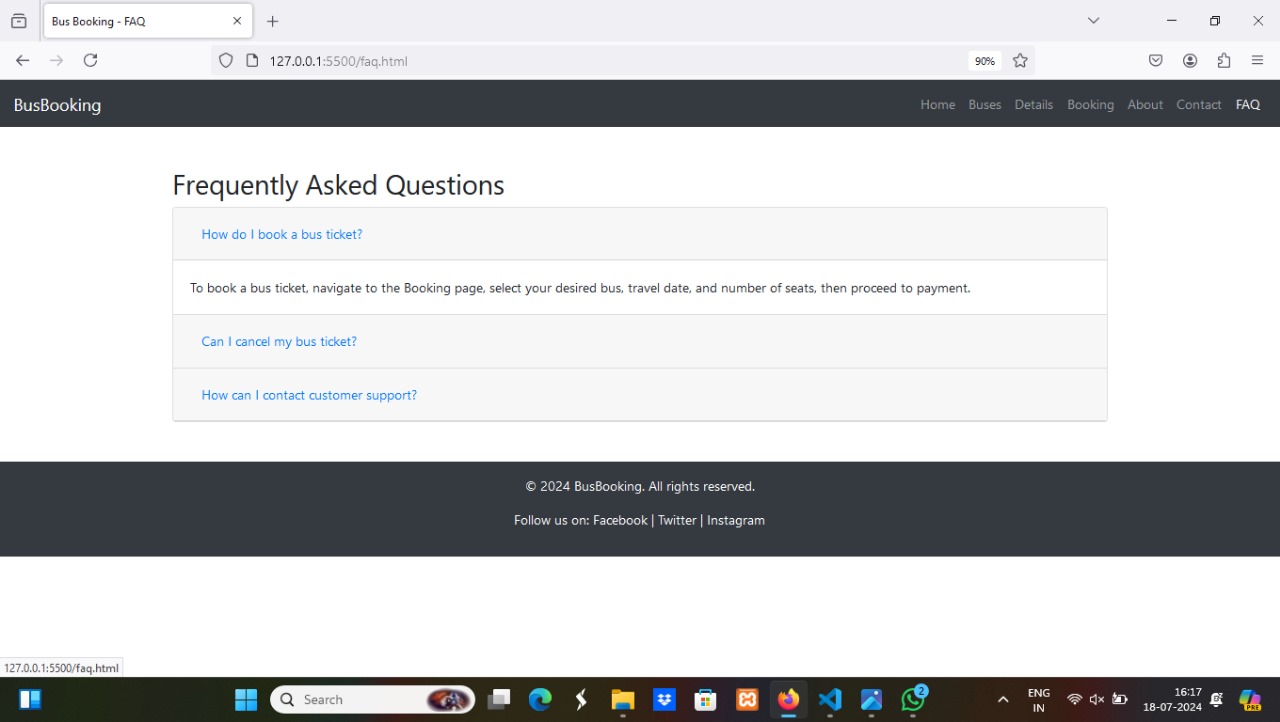 Bus Booking - FAQ
127.0.0.1:5500/faq.html
90%
BusBooking
Home Buses Details Booking About Contact FAQ
Frequently Asked Questions
How do I book a bus ticket?
To book a bus ticket, navigate to the Booking page, select your desired bus, travel date, and number of seats, then proceed to payment.
Can I cancel my bus ticket?
How can I contact customer support?
© 2024 BusBooking. All rights reserved.
Follow us on: Facebook | Twitter | Instagram
127.0.0.1:5500/faq.html
Search
2
ENG
IN
16:17
18-07-2024
PRE